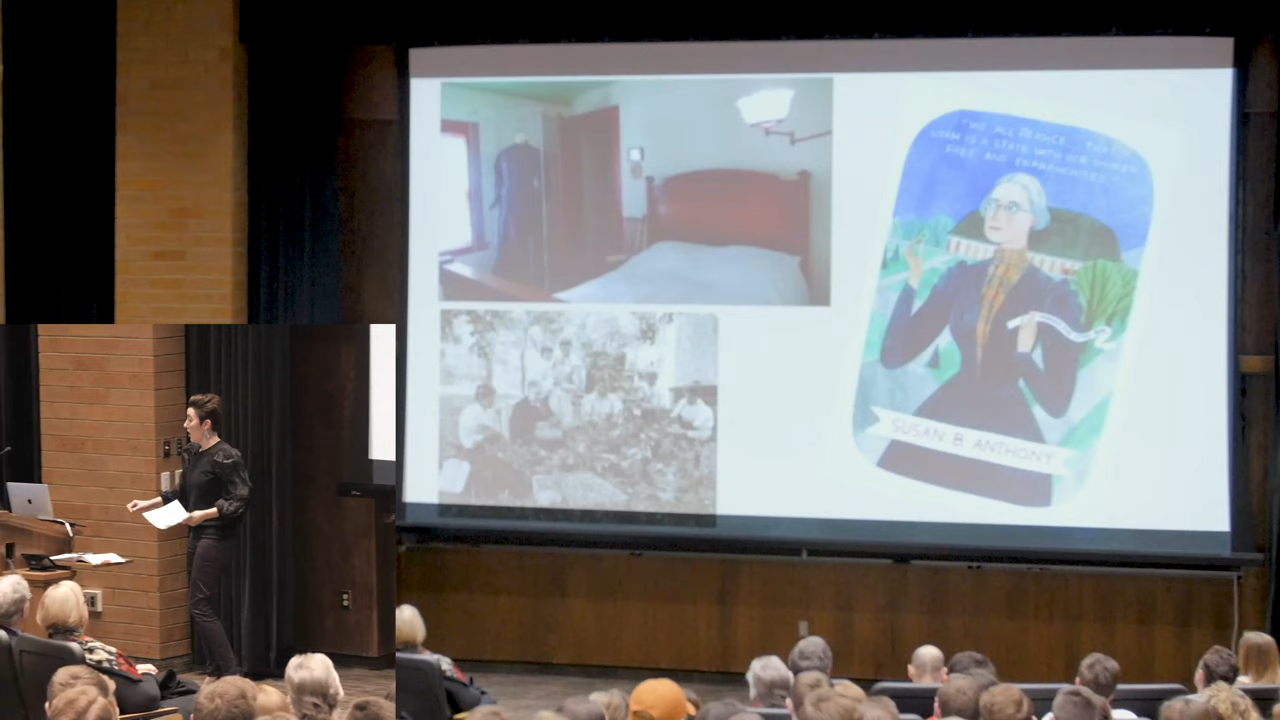 "WE ALL REJOICE THAT
UTAH IS A STATE WITH HER WOMEN
FREE AND ENFRANCHISED."
SUSAN B. ANTHONY